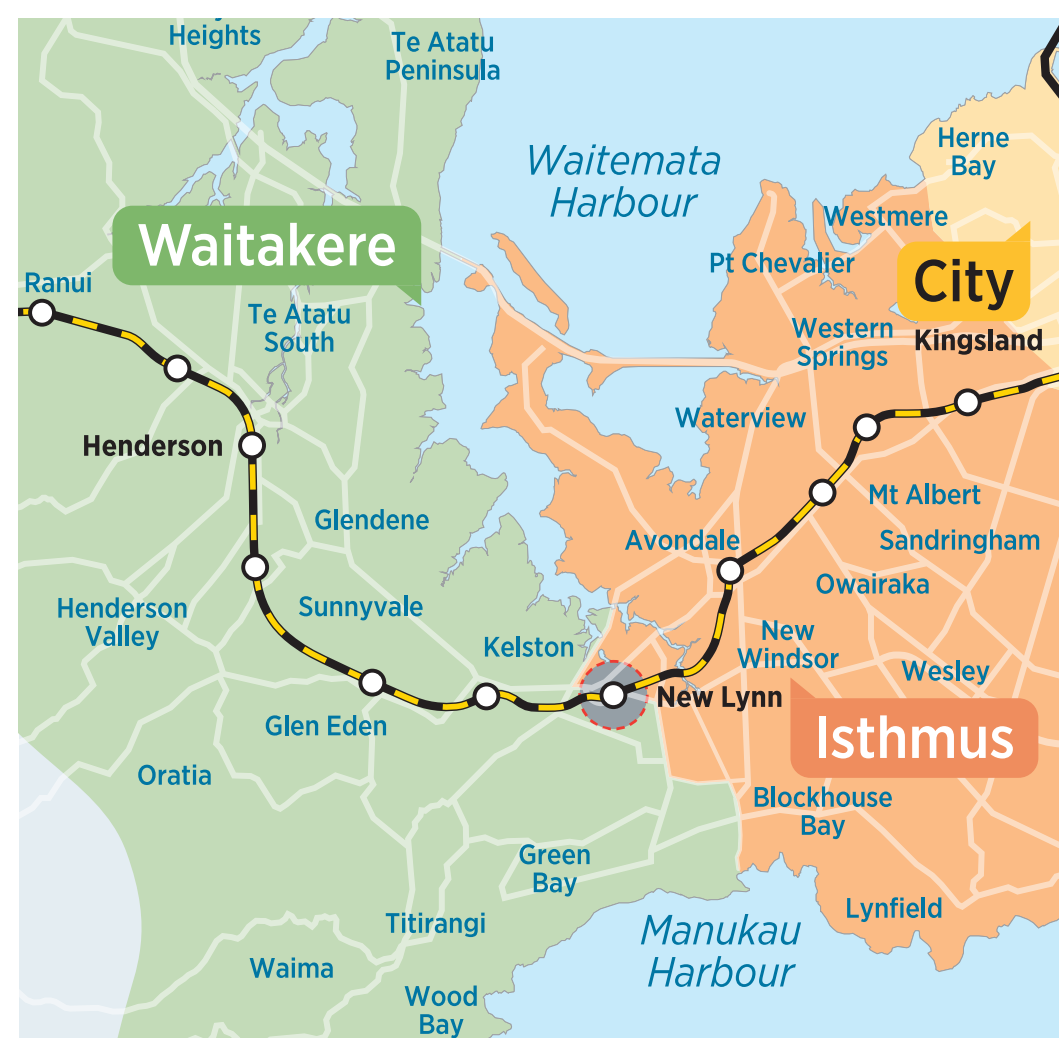 Heights
Te Atatu
Peninsula
Herne
Bay
Waitemata
Harbour
Westmere
Waitakere
Pt Chevalier
City
Ranui
Te Atatu
South
Western
Springs
Kingsland
Waterview
Henderson
Mt Albert
Glendene
Avondale
Sandringham
Owairaka
Henderson
Valley
Sunnyvale
Kelston
New
Windsor
Wesley
New Lynn
Glen Eden
Isthmus
Oratia
Blockhouse
Bay
Green
Bay
Lynfield
Titirangi
Manukau
Harbour
Waima
Wood
Bay